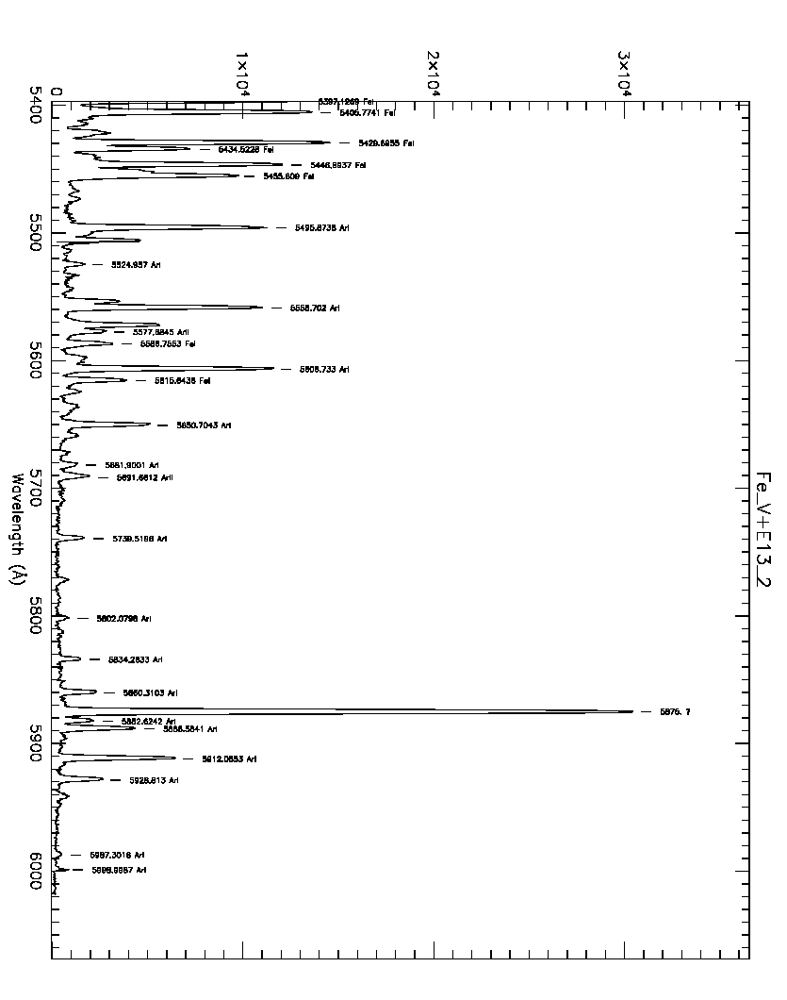 Fe_V+E13_2
3×10⁴
2×10⁴
1×10⁴
0
5397.1269 FeI
5405.7741 FeI
5429.6955 FeI
5434.5228 FeI
5446.8937 FeI
5455.609 FeI
5495.8738 ArI
5524.957 ArI
5558.702 ArI
5577.6845 ArII
5586.7553 FeI
5606.733 ArI
5615.6436 FeI
5650.7043 ArI
5681.9001 ArI
5691.6612 ArII
5739.5196 ArI
5802.0798 ArI
5834.2633 ArI
5860.3103 ArI
5875. ?
5882.6242 ArI
5888.5841 ArI
5912.0853 ArI
5928.813 ArI
5987.3016 ArI
5998.9987 ArI
5400
5500
5600
5700
5800
5900
6000
Wavelength (Å)